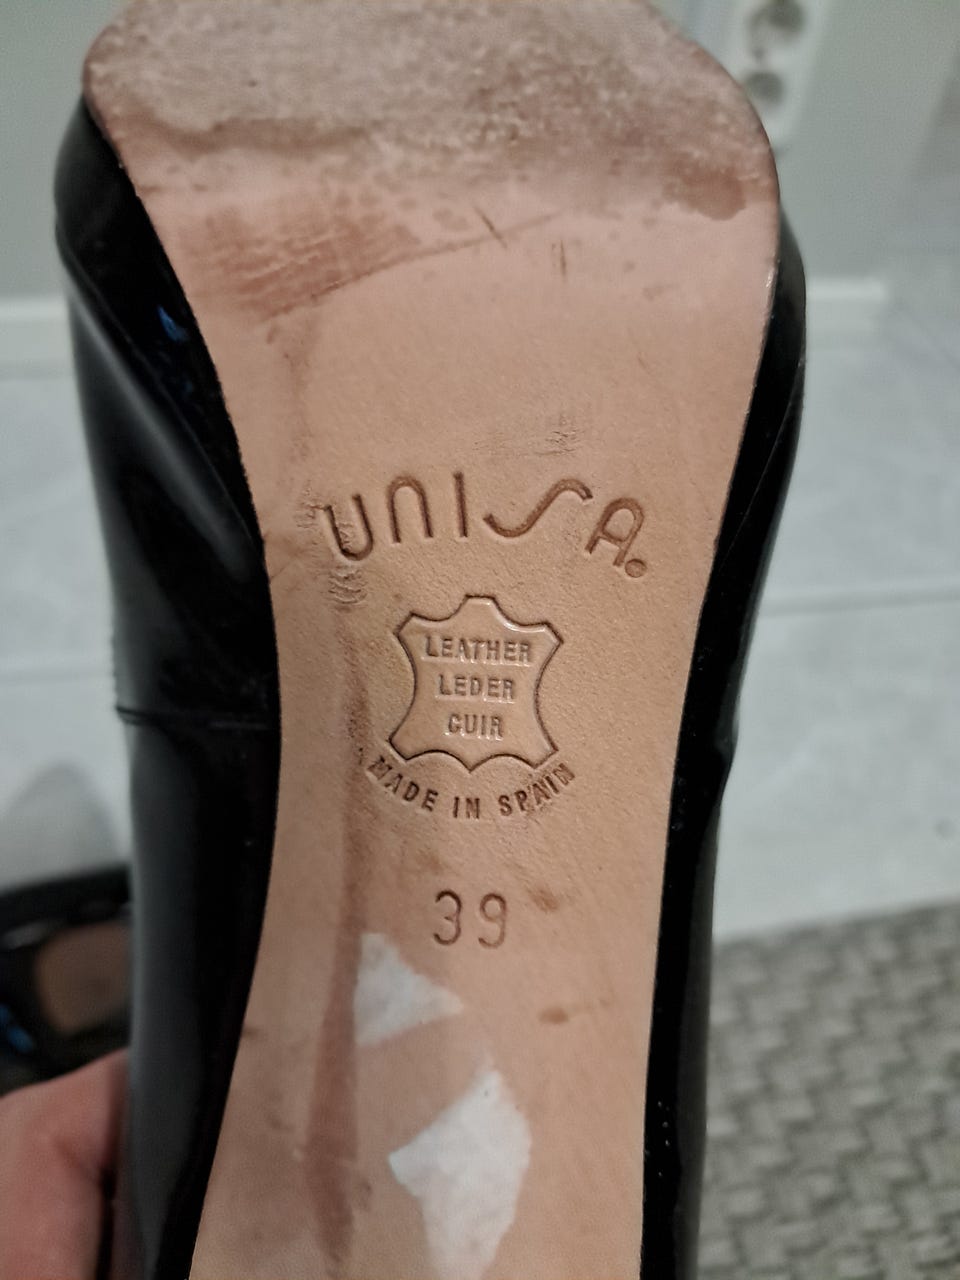 UNISA.
LEATHER
LEDER
CUIR
MADE IN SPAIN
39